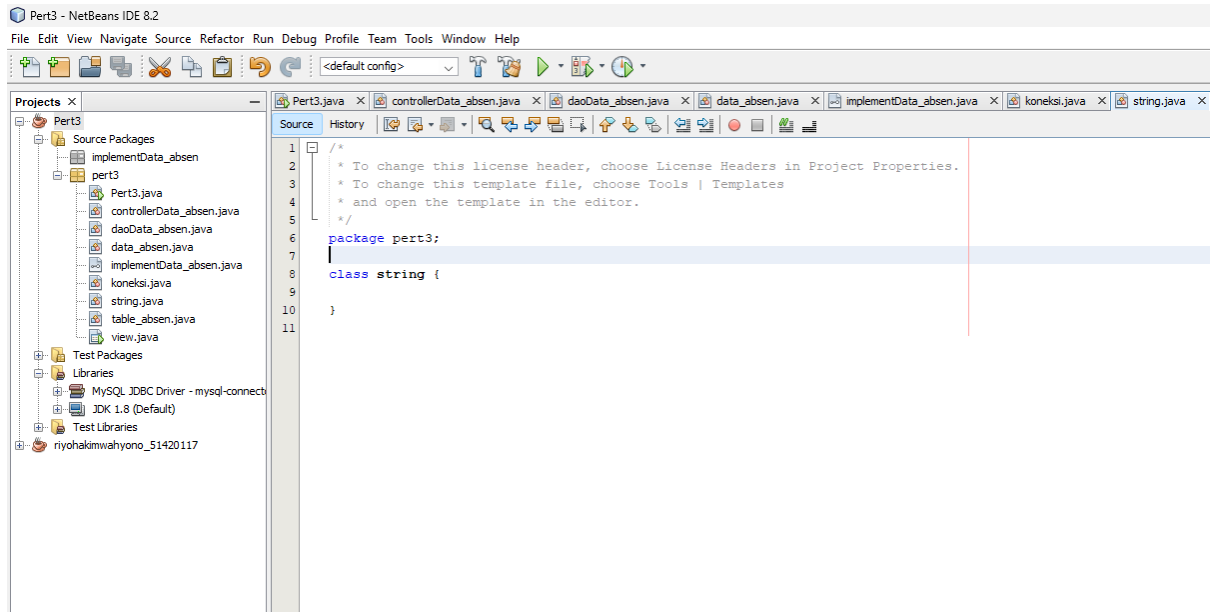 Pert3 - NetBeans IDE 8.2
File Edit View Navigate Source Refactor Run Debug Profile Team Tools Window Help
<default config>
Projects
Pert3
Source Packages
implementData_absen
pert3
Pert3.java
controllerData_absen.java
daoData_absen.java
data_absen.java
implementData_absen.java
koneksi.java
string.java
table_absen.java
view.java
Test Packages
Libraries
MySQL JDBC Driver - mysql-connect
JDK 1.8 (Default)
Test Libraries
riyohakimwahyono_51420117
Pert3.java controllerData_absen.java daoData_absen.java data_absen.java implementData_absen.java koneksi.java string.java
Source History
1 /*
2 * To change this license header, choose License Headers in Project Properties.
3 * To change this template file, choose Tools | Templates
4 * and open the template in the editor.
5 */
6 package pert3;
7
8 class string {
9
10 }
11